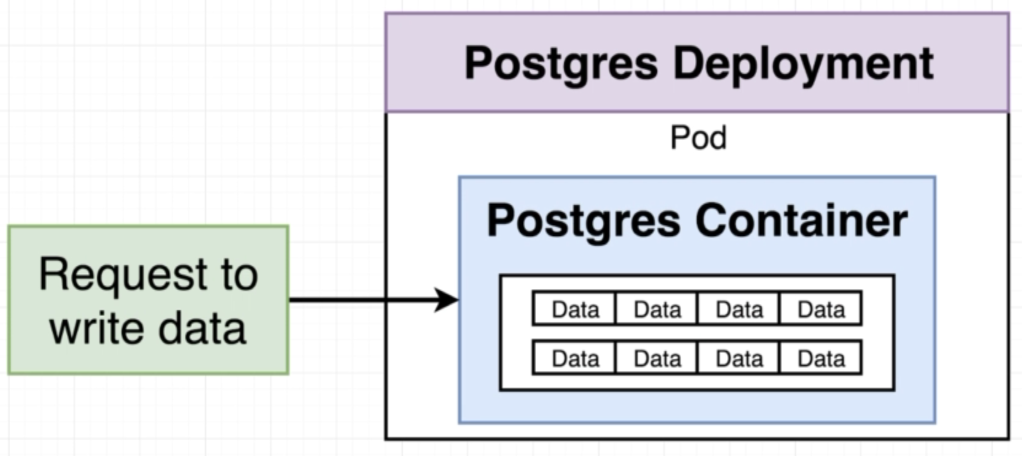 Postgres Deployment
Pod
Postgres Container
Request to
write data
Data Data Data Data
Data Data Data Data